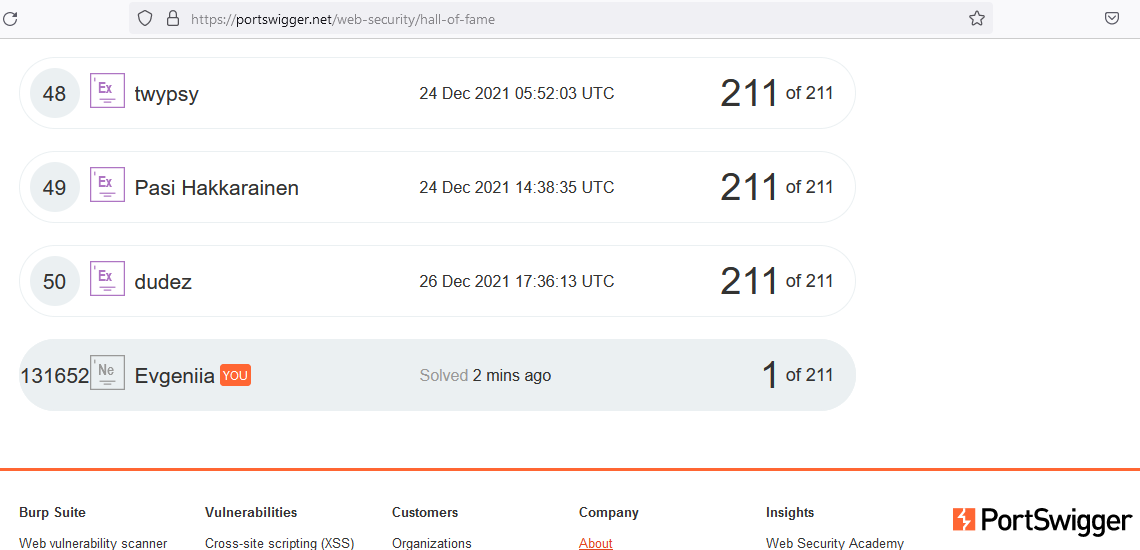 https://portswigger.net/web-security/hall-of-fame
48 'Ex twypsy 24 Dec 2021 05:52:03 UTC 211 of 211
49 'Ex Pasi Hakkarainen 24 Dec 2021 14:38:35 UTC 211 of 211
50 'Ex dudez 26 Dec 2021 17:36:13 UTC 211 of 211
131652 'Ne Evgeniia YOU Solved 2 mins ago 1 of 211
Burp Suite Vulnerabilities Customers Company Insights PortSwigger
Web vulnerability scanner Cross-site scripting (XSS) Organizations About Web Security Academy